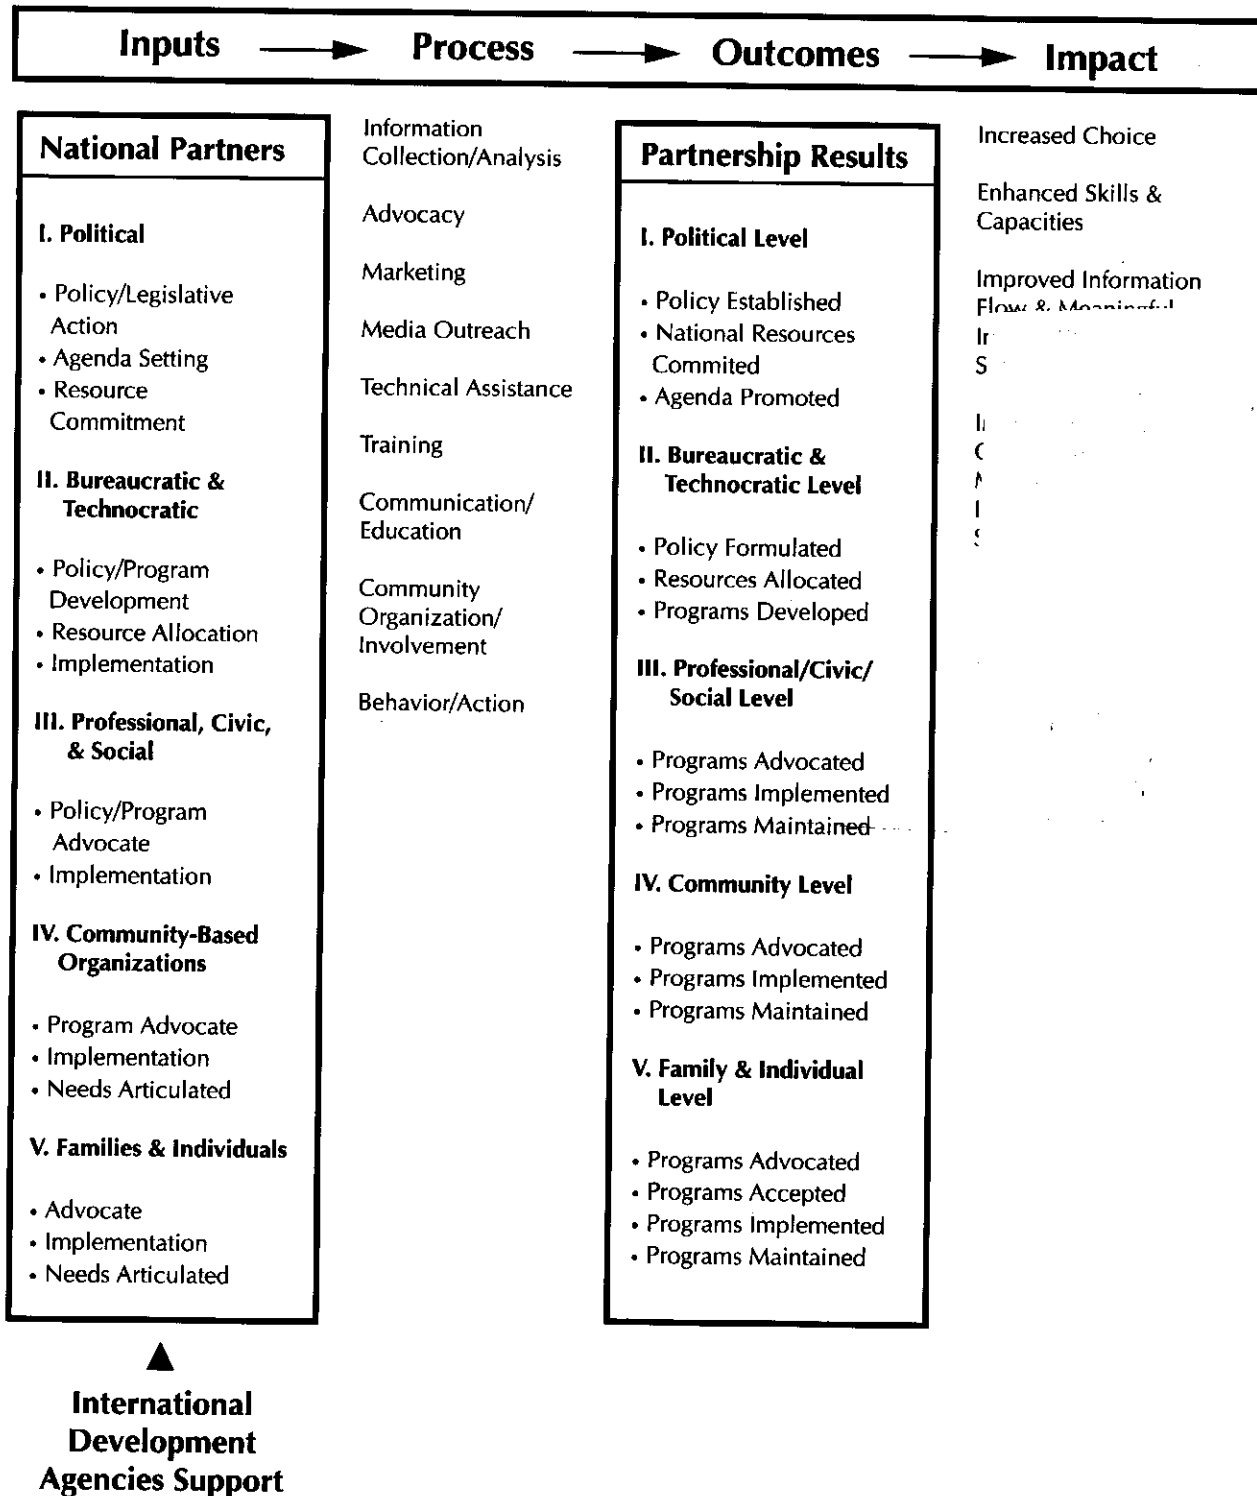 Inputs → Process → Outcomes → Impact
National Partners
I. Political
• Policy/Legislative
Action
• Agenda Setting
• Resource
Commitment
II. Bureaucratic &
Technocratic
• Policy/Program
Development
• Resource Allocation
• Implementation
III. Professional, Civic,
& Social
• Policy/Program
Advocate
• Implementation
IV. Community-Based
Organizations
• Program Advocate
• Implementation
• Needs Articulated
V. Families & Individuals
• Advocate
• Implementation
• Needs Articulated
International
Development
Agencies Support
Information
Collection/Analysis
Advocacy
Marketing
Media Outreach
Technical Assistance
Training
Communication/
Education
Community
Organization/
Involvement
Behavior/Action
Partnership Results
I. Political Level
• Policy Established
• National Resources
Commited
• Agenda Promoted
II. Bureaucratic &
Technocratic Level
• Policy Formulated
• Resources Allocated
• Programs Developed
III. Professional/Civic/
Social Level
• Programs Advocated
• Programs Implemented
• Programs Maintained
IV. Community Level
• Programs Advocated
• Programs Implemented
• Programs Maintained
V. Family & Individual
Level
• Programs Advocated
• Programs Accepted
• Programs Implemented
• Programs Maintained
Increased Choice
Enhanced Skills &
Capacities
Improved Information
Flow & Meaningful